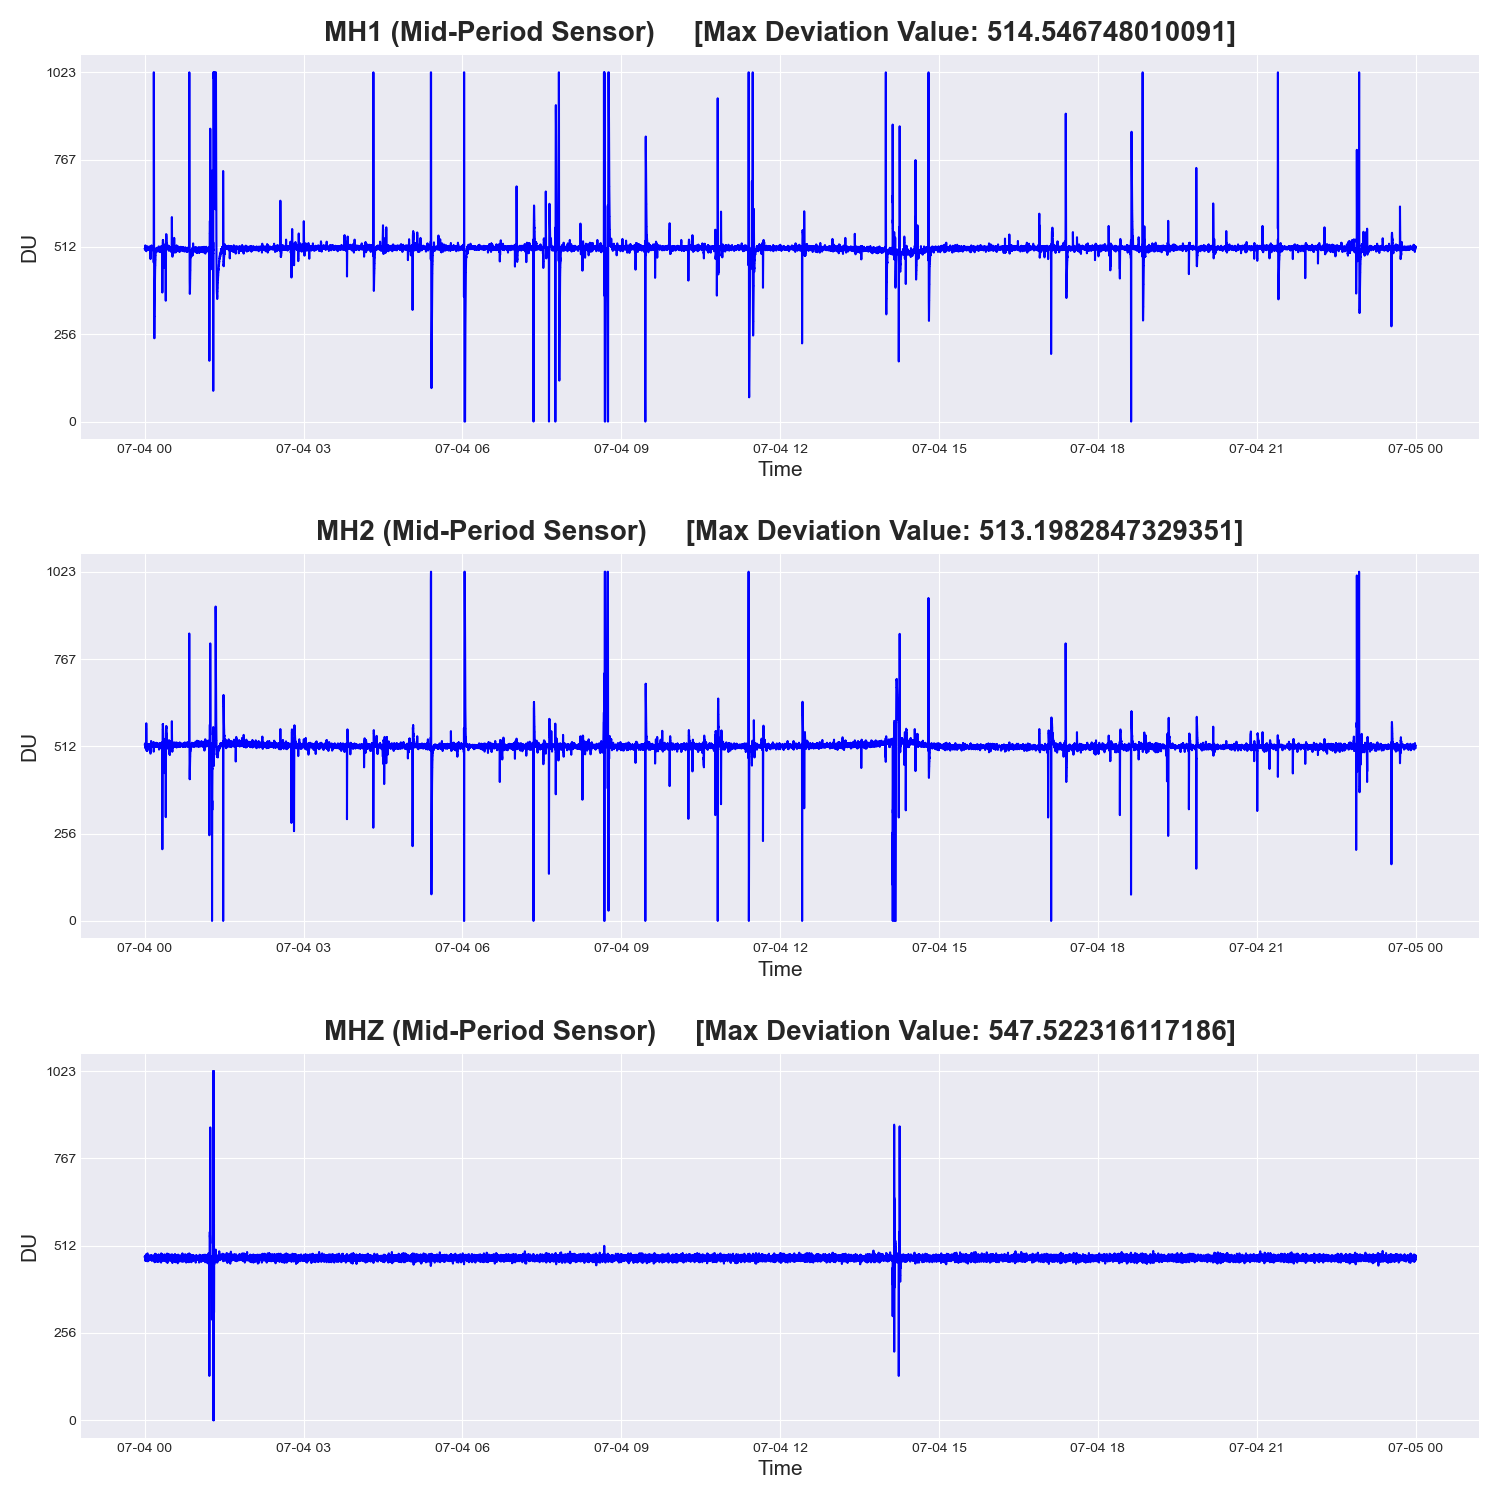 MH1 (Mid-Period Sensor) [Max Deviation Value: 514.546748010091]
1023
767
512
256
0
DU
07-04 00 07-04 03 07-04 06 07-04 09 07-04 12 07-04 15 07-04 18 07-04 21 07-05 00
Time
MH2 (Mid-Period Sensor) [Max Deviation Value: 513.1982847329351]
1023
767
512
256
0
DU
07-04 00 07-04 03 07-04 06 07-04 09 07-04 12 07-04 15 07-04 18 07-04 21 07-05 00
Time
MHZ (Mid-Period Sensor) [Max Deviation Value: 547.522316117186]
1023
767
512
256
0
DU
07-04 00 07-04 03 07-04 06 07-04 09 07-04 12 07-04 15 07-04 18 07-04 21 07-05 00
Time